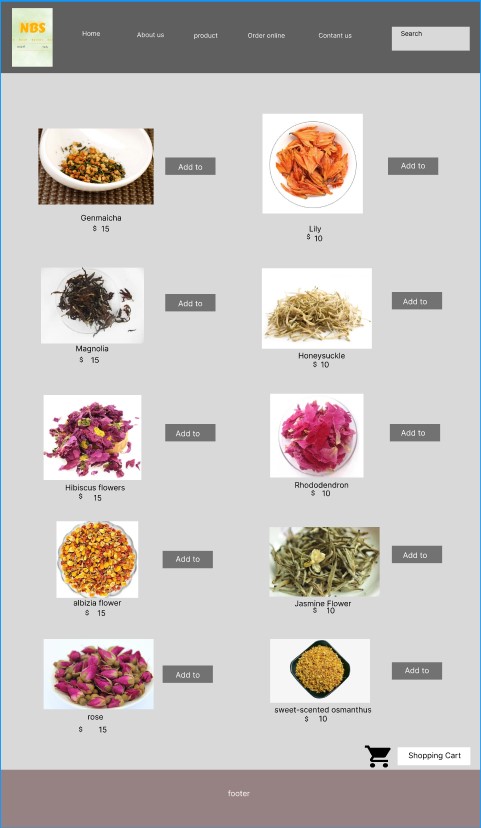 NBS
Home
About us
product
Order online
Contant us
Search
Add to
Add to
Genmaicha
$ 15
Lily
$ 10
Add to
Add to
Magnolia
$ 15
Honeysuckle
$ 10
Add to
Add to
Hibiscus flowers
$ 15
Rhododendron
$ 10
Add to
Add to
albizia flower
$ 15
Jasmine Flower
$ 10
Add to
Add to
rose
$ 15
sweet-scented osmanthus
$ 10
Shopping Cart
footer